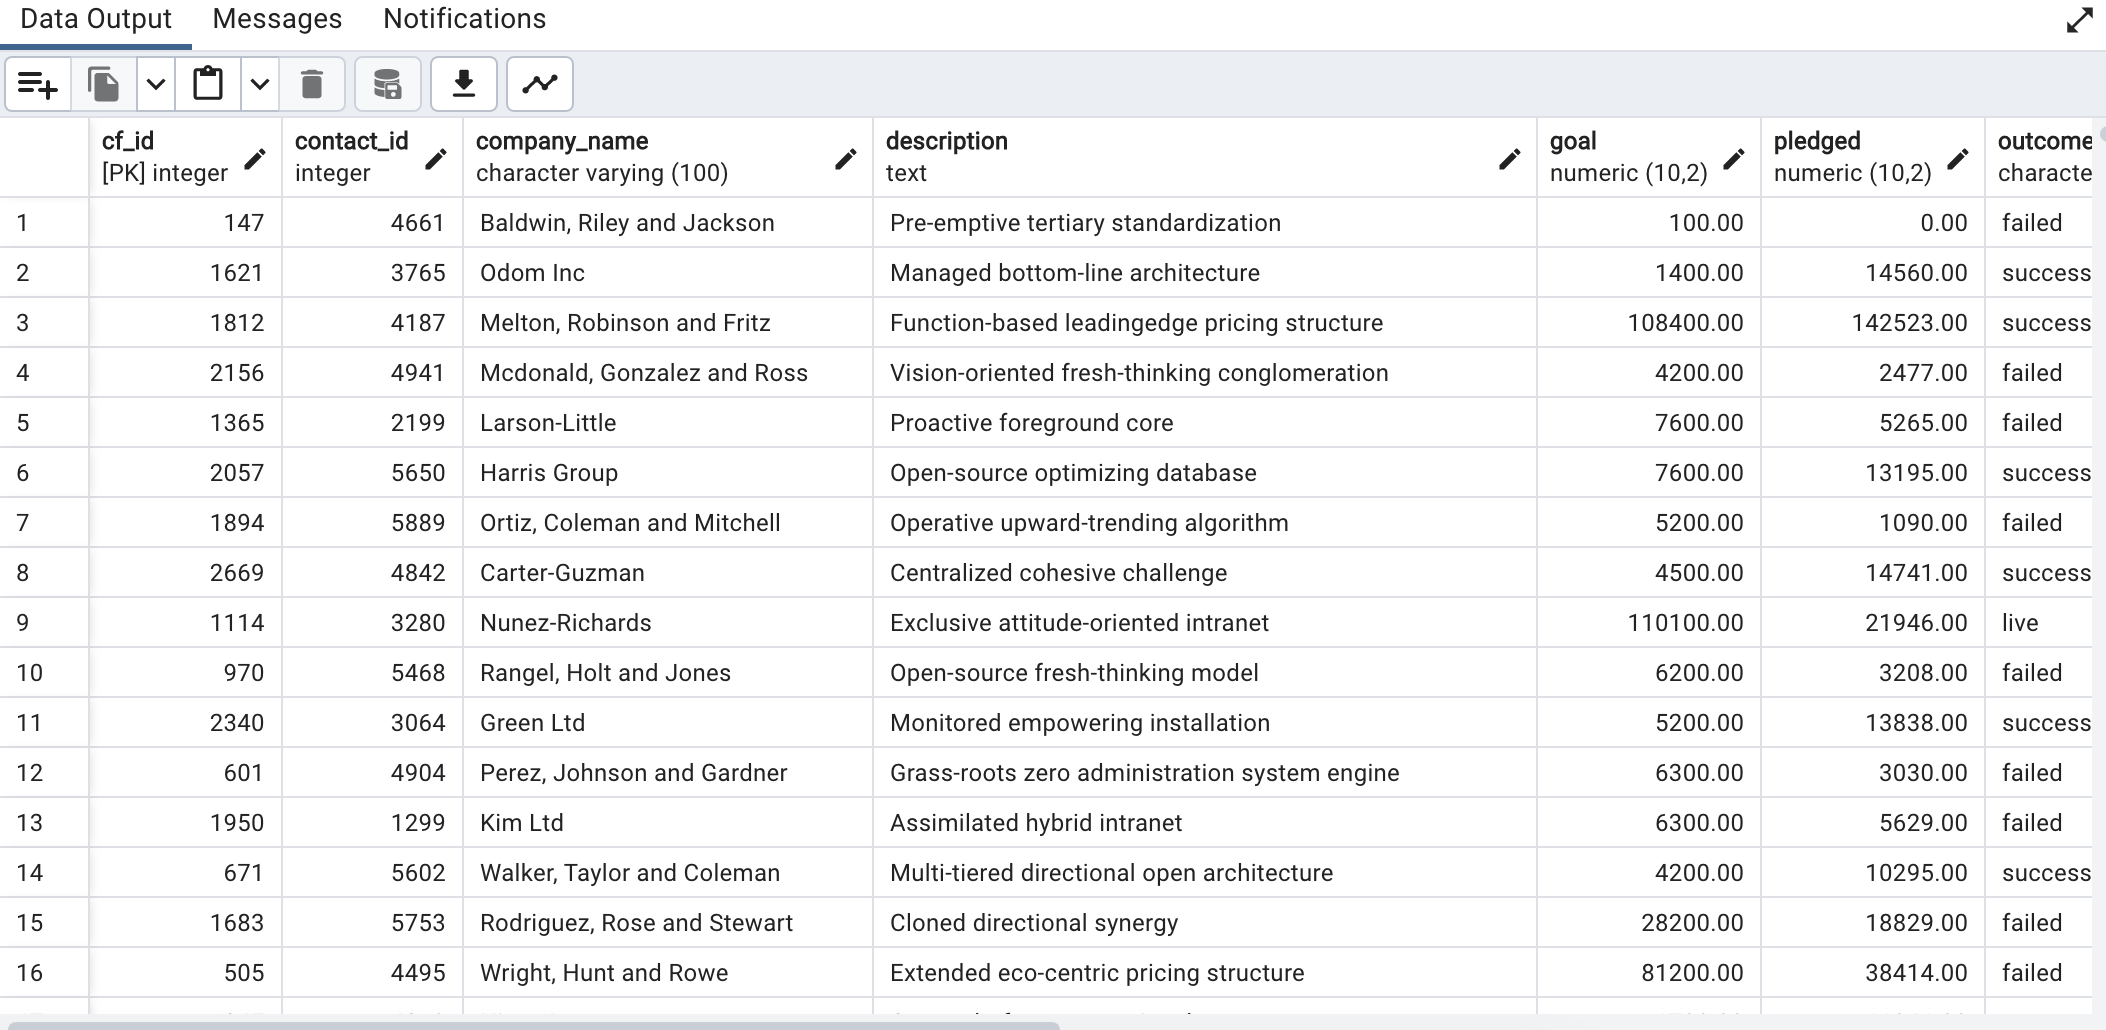 Data Output Messages Notifications
cf_id contact_id company_name description goal pledged outcome
[PK] integer integer character varying (100) text numeric (10,2) numeric (10,2) characte
1 147 4661 Baldwin, Riley and Jackson Pre-emptive tertiary standardization 100.00 0.00 failed
2 1621 3765 Odom Inc Managed bottom-line architecture 1400.00 14560.00 success
3 1812 4187 Melton, Robinson and Fritz Function-based leadingedge pricing structure 108400.00 142523.00 success
4 2156 4941 Mcdonald, Gonzalez and Ross Vision-oriented fresh-thinking conglomeration 4200.00 2477.00 failed
5 1365 2199 Larson-Little Proactive foreground core 7600.00 5265.00 failed
6 2057 5650 Harris Group Open-source optimizing database 7600.00 13195.00 success
7 1894 5889 Ortiz, Coleman and Mitchell Operative upward-trending algorithm 5200.00 1090.00 failed
8 2669 4842 Carter-Guzman Centralized cohesive challenge 4500.00 14741.00 success
9 1114 3280 Nunez-Richards Exclusive attitude-oriented intranet 110100.00 21946.00 live
10 970 5468 Rangel, Holt and Jones Open-source fresh-thinking model 6200.00 3208.00 failed
11 2340 3064 Green Ltd Monitored empowering installation 5200.00 13838.00 success
12 601 4904 Perez, Johnson and Gardner Grass-roots zero administration system engine 6300.00 3030.00 failed
13 1950 1299 Kim Ltd Assimilated hybrid intranet 6300.00 5629.00 failed
14 671 5602 Walker, Taylor and Coleman Multi-tiered directional open architecture 4200.00 10295.00 success
15 1683 5753 Rodriguez, Rose and Stewart Cloned directional synergy 28200.00 18829.00 failed
16 505 4495 Wright, Hunt and Rowe Extended eco-centric pricing structure 81200.00 38414.00 failed